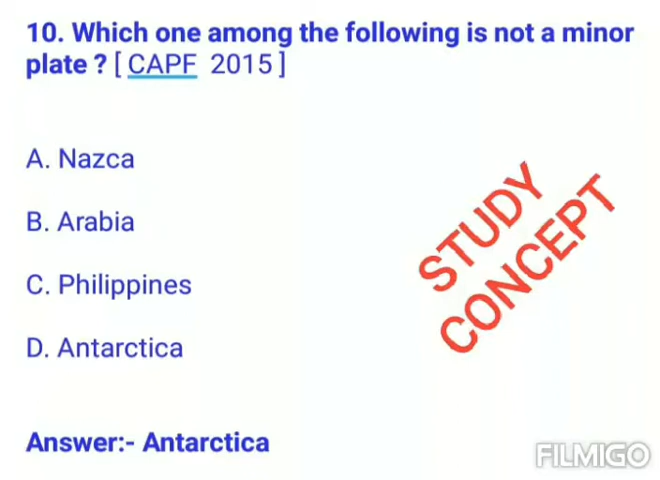 10. Which one among the following is not a minor
plate ? [ CAPF 2015 ]
A. Nazca
B. Arabia
C. Philippines
D. Antarctica
STUDY
CONCEPT
Answer:- Antarctica
FILMIGO